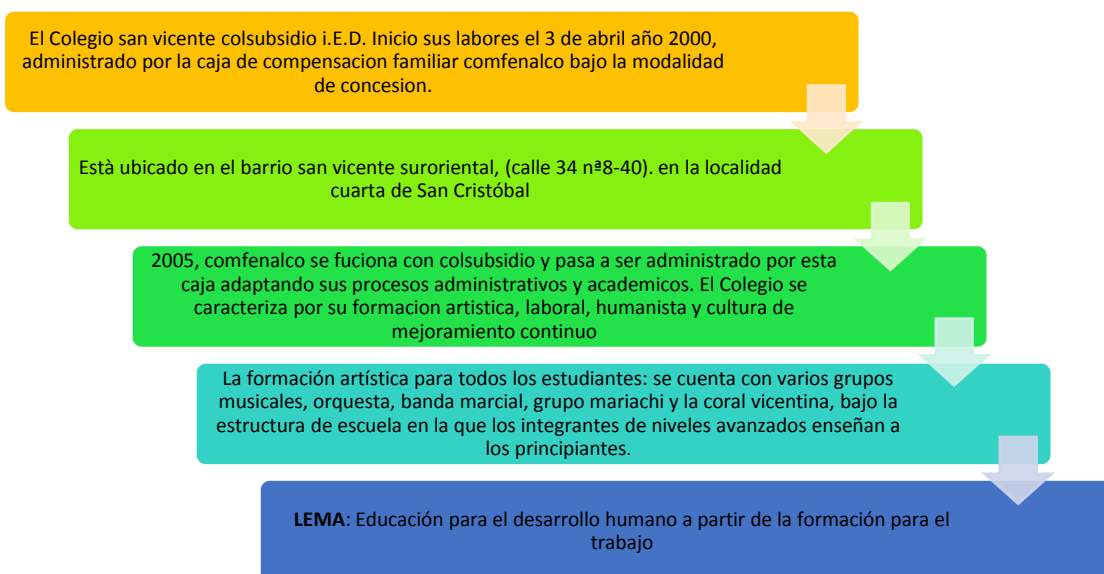 El Colegio san vicente colsubsidio i.E.D. Inicio sus labores el 3 de abril año 2000,
administrado por la caja de compensacion familiar comfenalco bajo la modalidad
de concesion.
Està ubicado en el barrio san vicente suroriental, (calle 34 nª8-40). en la localidad
cuarta de San Cristóbal
2005, comfenalco se fuciona con colsubsidio y pasa a ser administrado por esta
caja adaptando sus procesos administrativos y academicos. El Colegio se
caracteriza por su formacion artistica, laboral, humanista y cultura de
mejoramiento continuo
La formación artística para todos los estudiantes: se cuenta con varios grupos
musicales, orquesta, banda marcial, grupo mariachi y la coral vicentina, bajo la
estructura de escuela en la que los integrantes de niveles avanzados enseñan a
los principiantes.
LEMA: Educación para el desarrollo humano a partir de la formación para el
trabajo